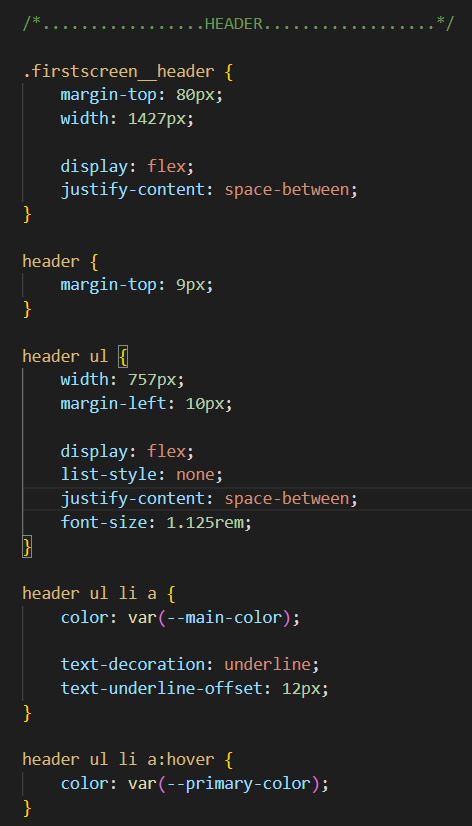 /*.................HEADER..................*/
.firstscreen__header {
margin-top: 80px;
width: 1427px;
display: flex;
justify-content: space-between;
}
header {
margin-top: 9px;
}
header ul {
width: 757px;
margin-left: 10px;
display: flex;
list-style: none;
justify-content: space-between;
font-size: 1.125rem;
}
header ul li a {
color: var(--main-color);
text-decoration: underline;
text-underline-offset: 12px;
}
header ul li a:hover {
color: var(--primary-color);
}